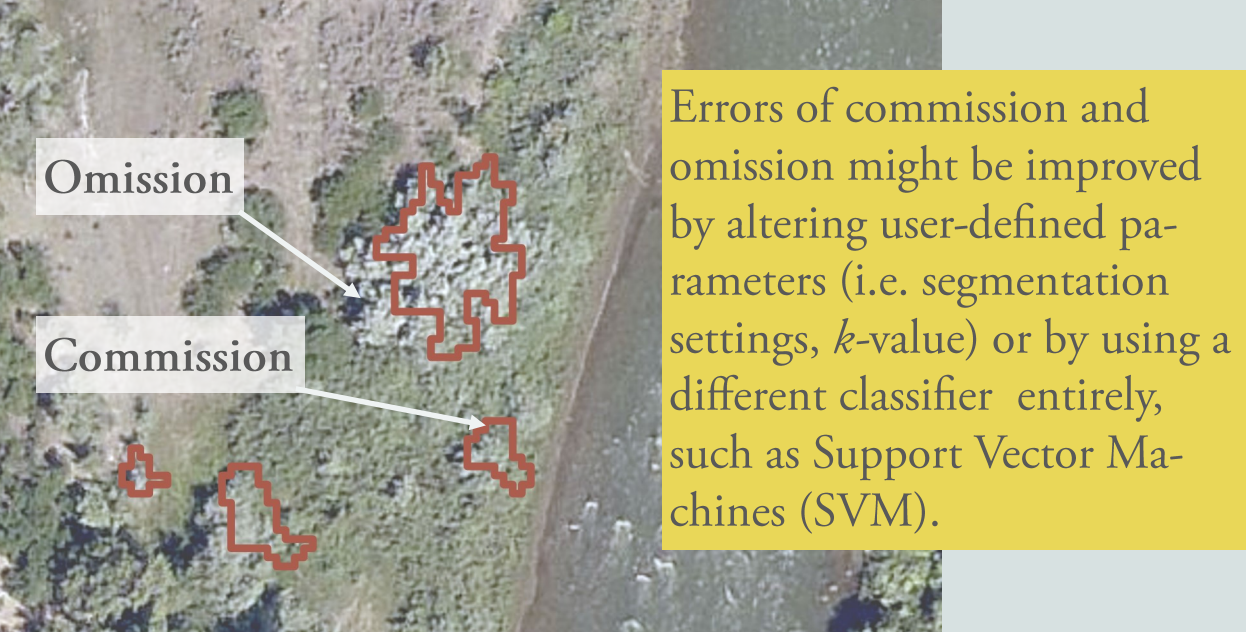 Omission
Commission
Errors of commission and
omission might be improved
by altering user-defined pa-
rameters (i.e. segmentation
settings, k-value) or by using a
different classifier  entirely,
such as Support Vector Ma-
chines (SVM).